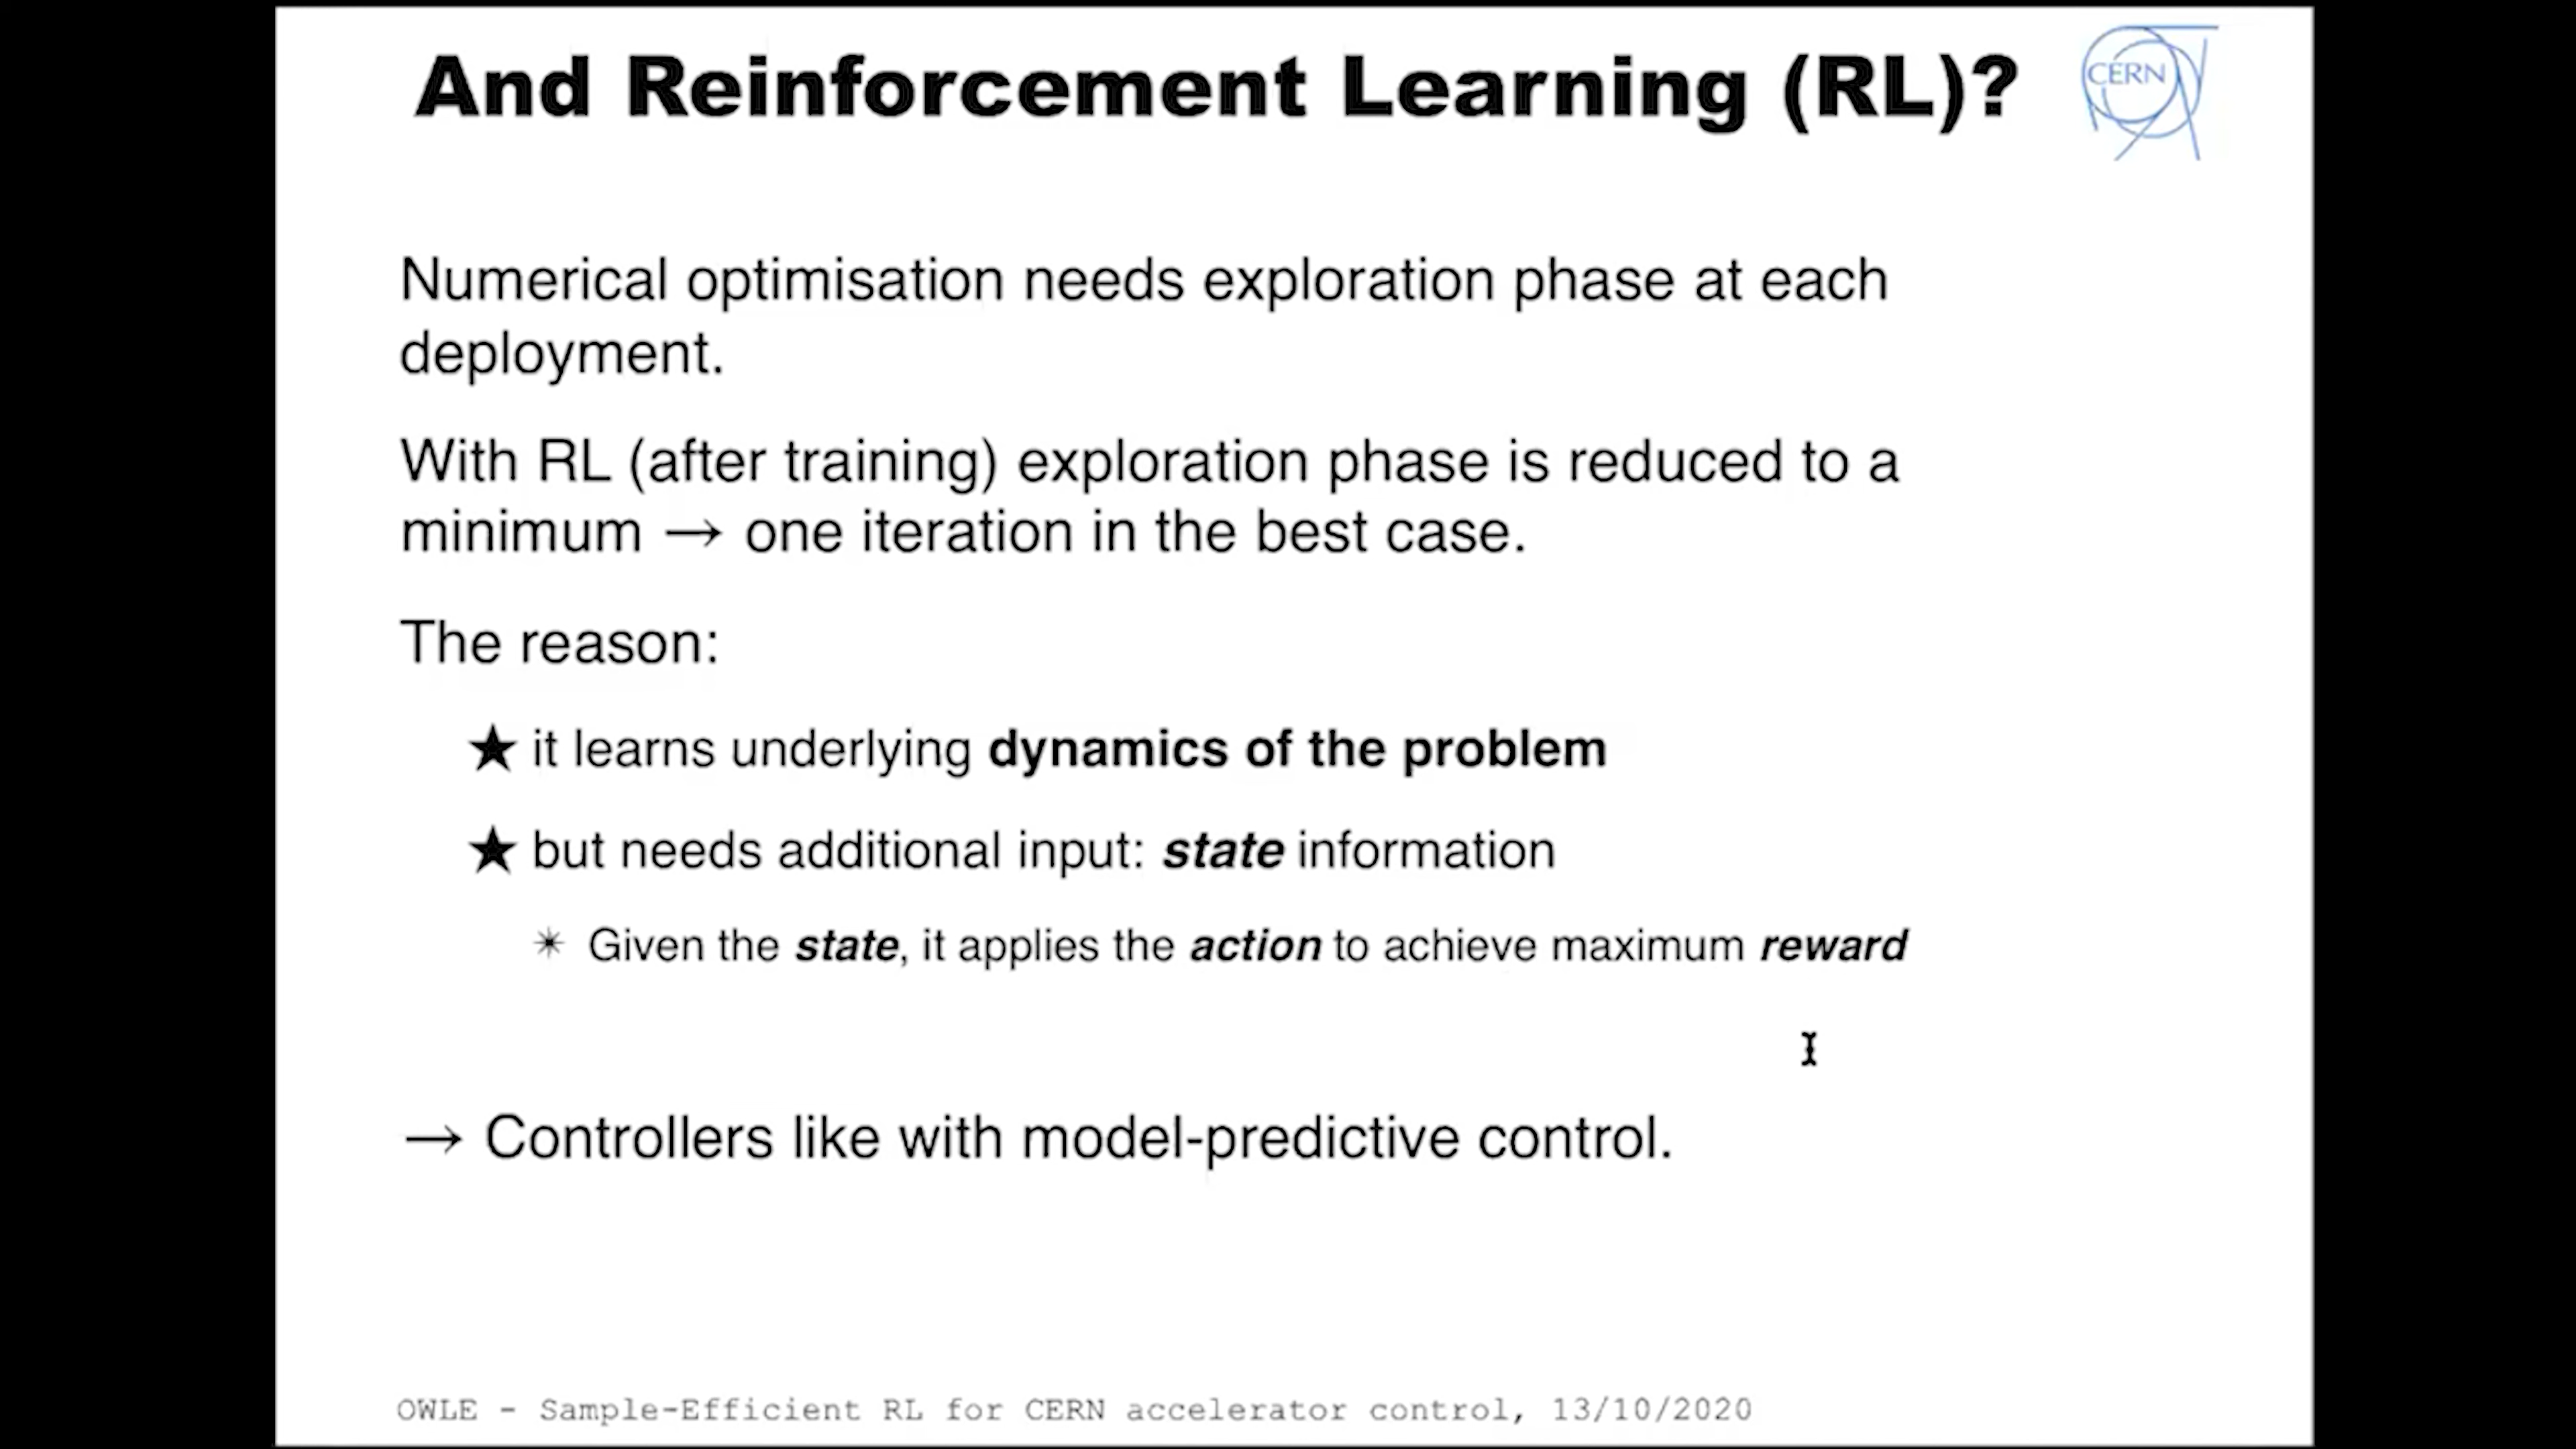 And Reinforcement Learning (RL)?
CERN
Numerical optimisation needs exploration phase at each
deployment.
With RL (after training) exploration phase is reduced to a
minimum → one iteration in the best case.
The reason:
★ it learns underlying dynamics of the problem
★ but needs additional input: state information
✴ Given the state, it applies the action to achieve maximum reward
→ Controllers like with model-predictive control.
OWLE - Sample-Efficient RL for CERN accelerator control, 13/10/2020